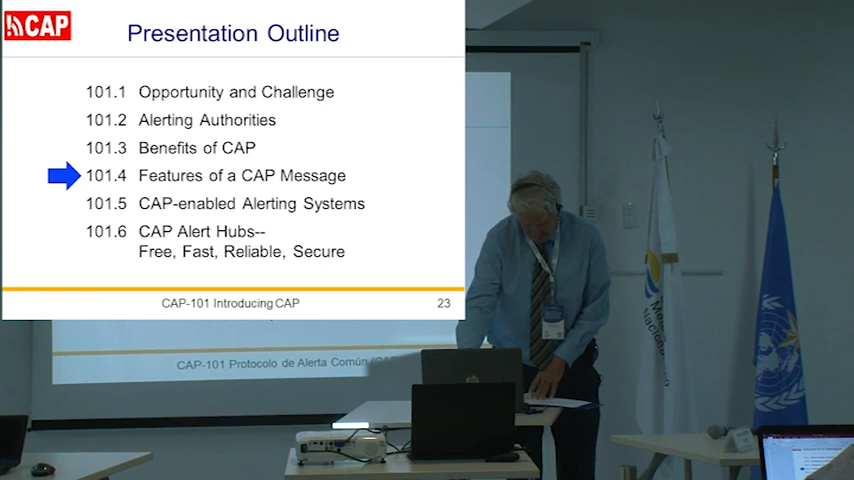 CAP
Presentation Outline
101.1 Opportunity and Challenge
101.2 Alerting Authorities
101.3 Benefits of CAP
101.4 Features of a CAP Message
101.5 CAP-enabled Alerting Systems
101.6 CAP Alert Hubs--
Free, Fast, Reliable, Secure
CAP-101 Introducing CAP 23
CAP-101 Protocolo de Alerta Común
hp